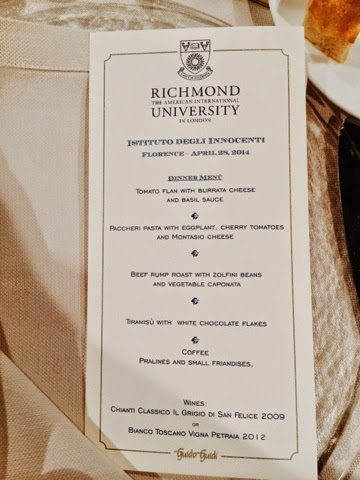 RICHMOND
THE AMERICAN INTERNATIONAL
UNIVERSITY
IN LONDON
ISTITUTO DEGLI INNOCENTI
FLORENCE - APRIL 28, 2014
DINNER MENÙ
TOMATO FLAN WITH BURRATA CHEESE
AND BASIL SAUCE
PACCHERI PASTA WITH EGGPLANT, CHERRY TOMATOES
AND MONTASIO CHEESE
BEEF RUMP ROAST WITH ZOLFINI BEANS
AND VEGETABLE CAPONATA
TIRAMISÙ WITH WHITE CHOCOLATE FLAKES
COFFEE
PRALINES AND SMALL FRIANDISES,
WINES:
CHIANTI CLASSICO IL GRIGIO DI SAN FELICE 2009
OR
BIANCO TOSCANO VIGNA PETRAIA 2012
Guido Guidi